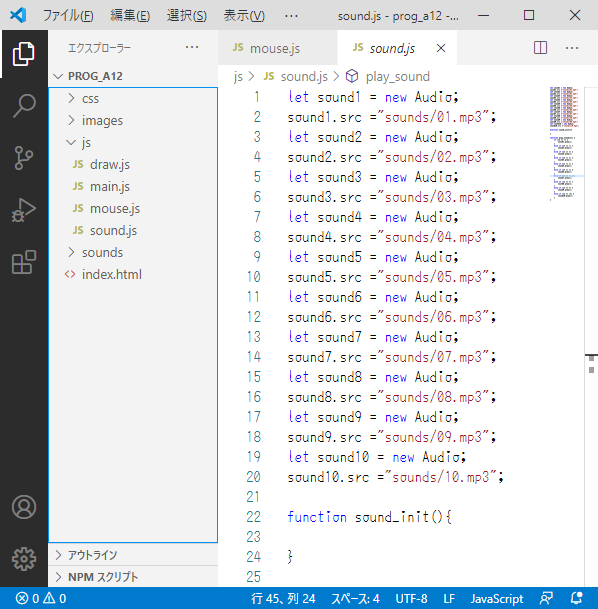 ファイル(F) 編集(E) 選択(S) 表示(V) ··· sound.js - prog_a12 -...
エクスプローラー ···
PROG_A12
css
images
js
JS draw.js
JS main.js
JS mouse.js
JS sound.js
sounds
<> index.html
アウトライン
NPM スクリプト
JS mouse.js JS sound.js ···
js > JS sound.js > play_sound
1 let sound1 = new Audio;
2 sound1.src ="sounds/01.mp3";
3 let sound2 = new Audio;
4 sound2.src ="sounds/02.mp3";
5 let sound3 = new Audio;
6 sound3.src ="sounds/03.mp3";
7 let sound4 = new Audio;
8 sound4.src ="sounds/04.mp3";
9 let sound5 = new Audio;
10 sound5.src ="sounds/05.mp3";
11 let sound6 = new Audio;
12 sound6.src ="sounds/06.mp3";
13 let sound7 = new Audio;
14 sound7.src ="sounds/07.mp3";
15 let sound8 = new Audio;
16 sound8.src ="sounds/08.mp3";
17 let sound9 = new Audio;
18 sound9.src ="sounds/09.mp3";
19 let sound10 = new Audio;
20 sound10.src ="sounds/10.mp3";
21
22 function sound_init(){
23
24 }
25
0 0 行 45、列 24 スペース: 4 UTF-8 LF JavaScript